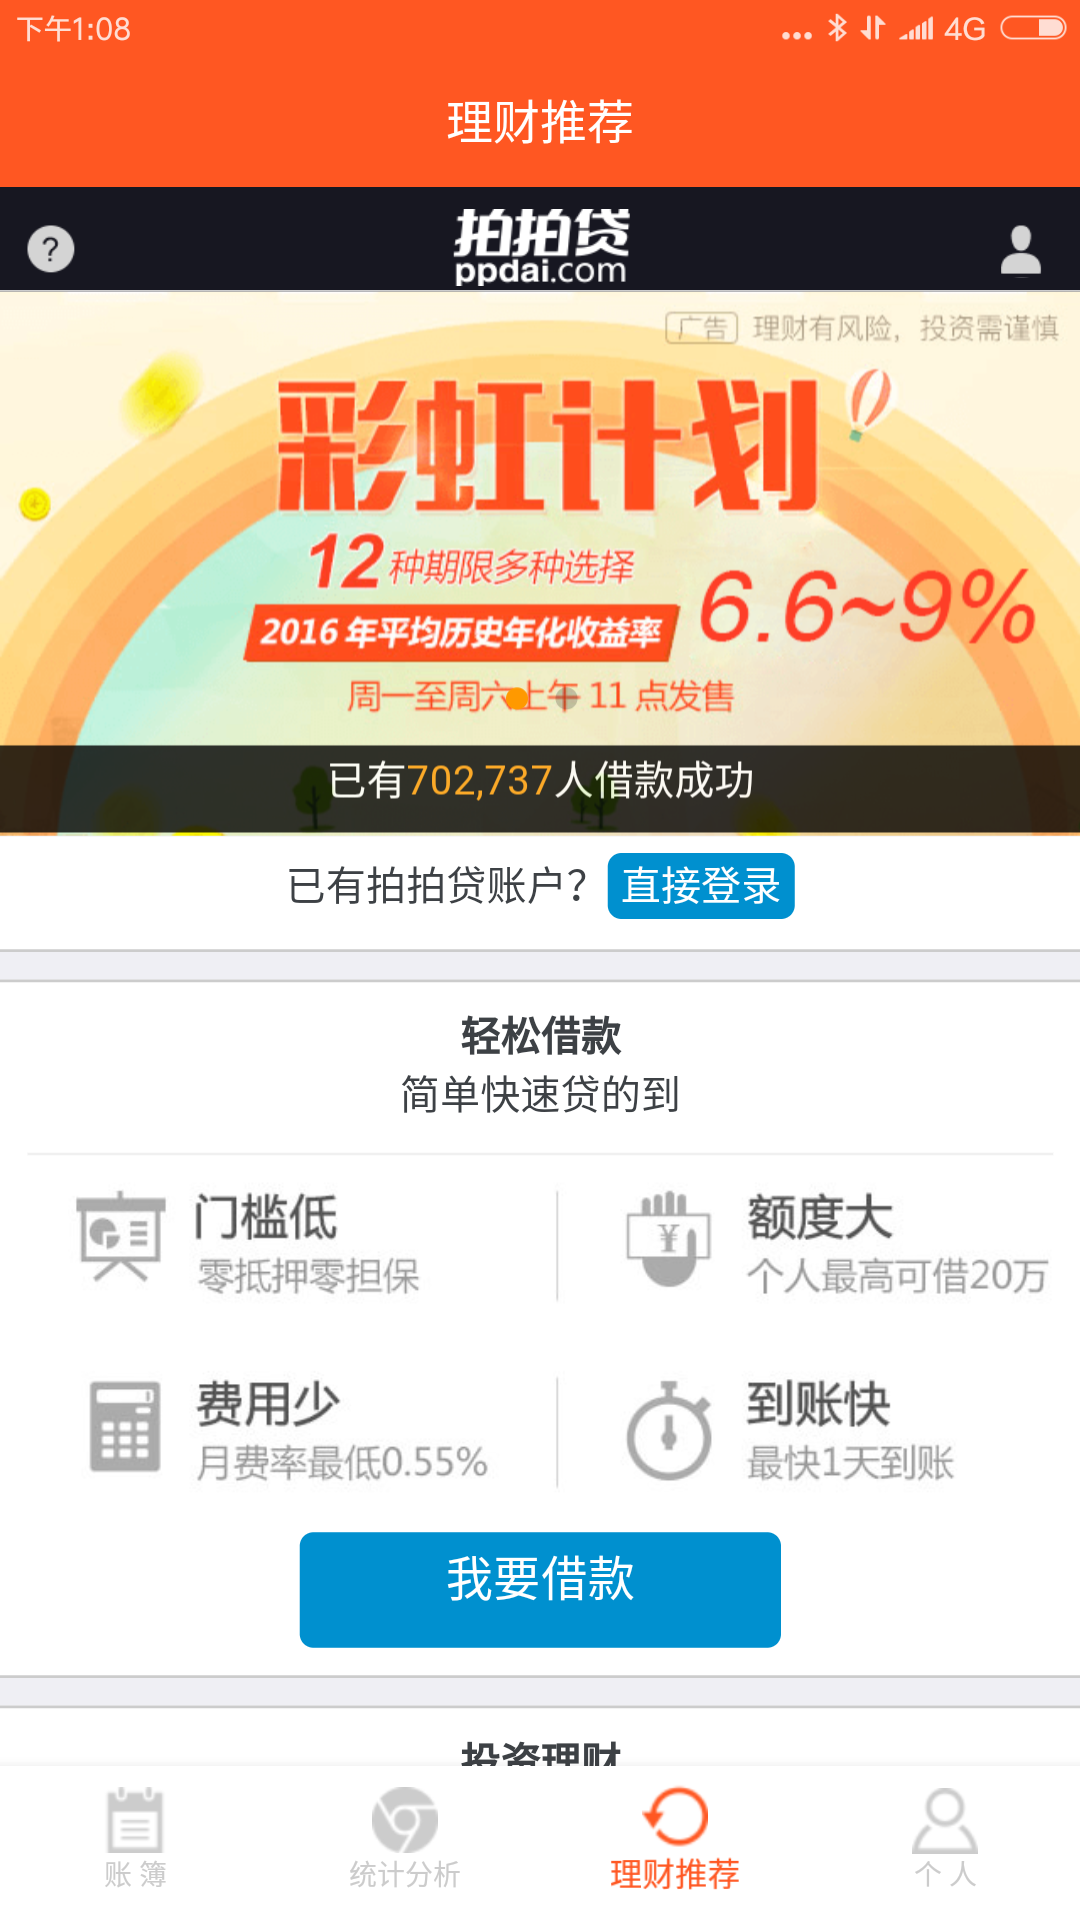 下午1:08
4G
理财推荐
?
拍拍贷
ppdai.com
广告 理财有风险，投资需谨慎
彩虹计划
12种期限多种选择
2016年平均历史年化收益率 6.6~9%
周一至周六上午11点发售
已有702,737人借款成功
已有拍拍贷账户？ 直接登录
轻松借款
简单快速贷的到
门槛低
零抵押零担保
¥
额度大
个人最高可借20万
费用少
月费率最低0.55%
到账快
最快1天到账
我要借款
投资理财
账 簿
统计分析
理财推荐
个 人